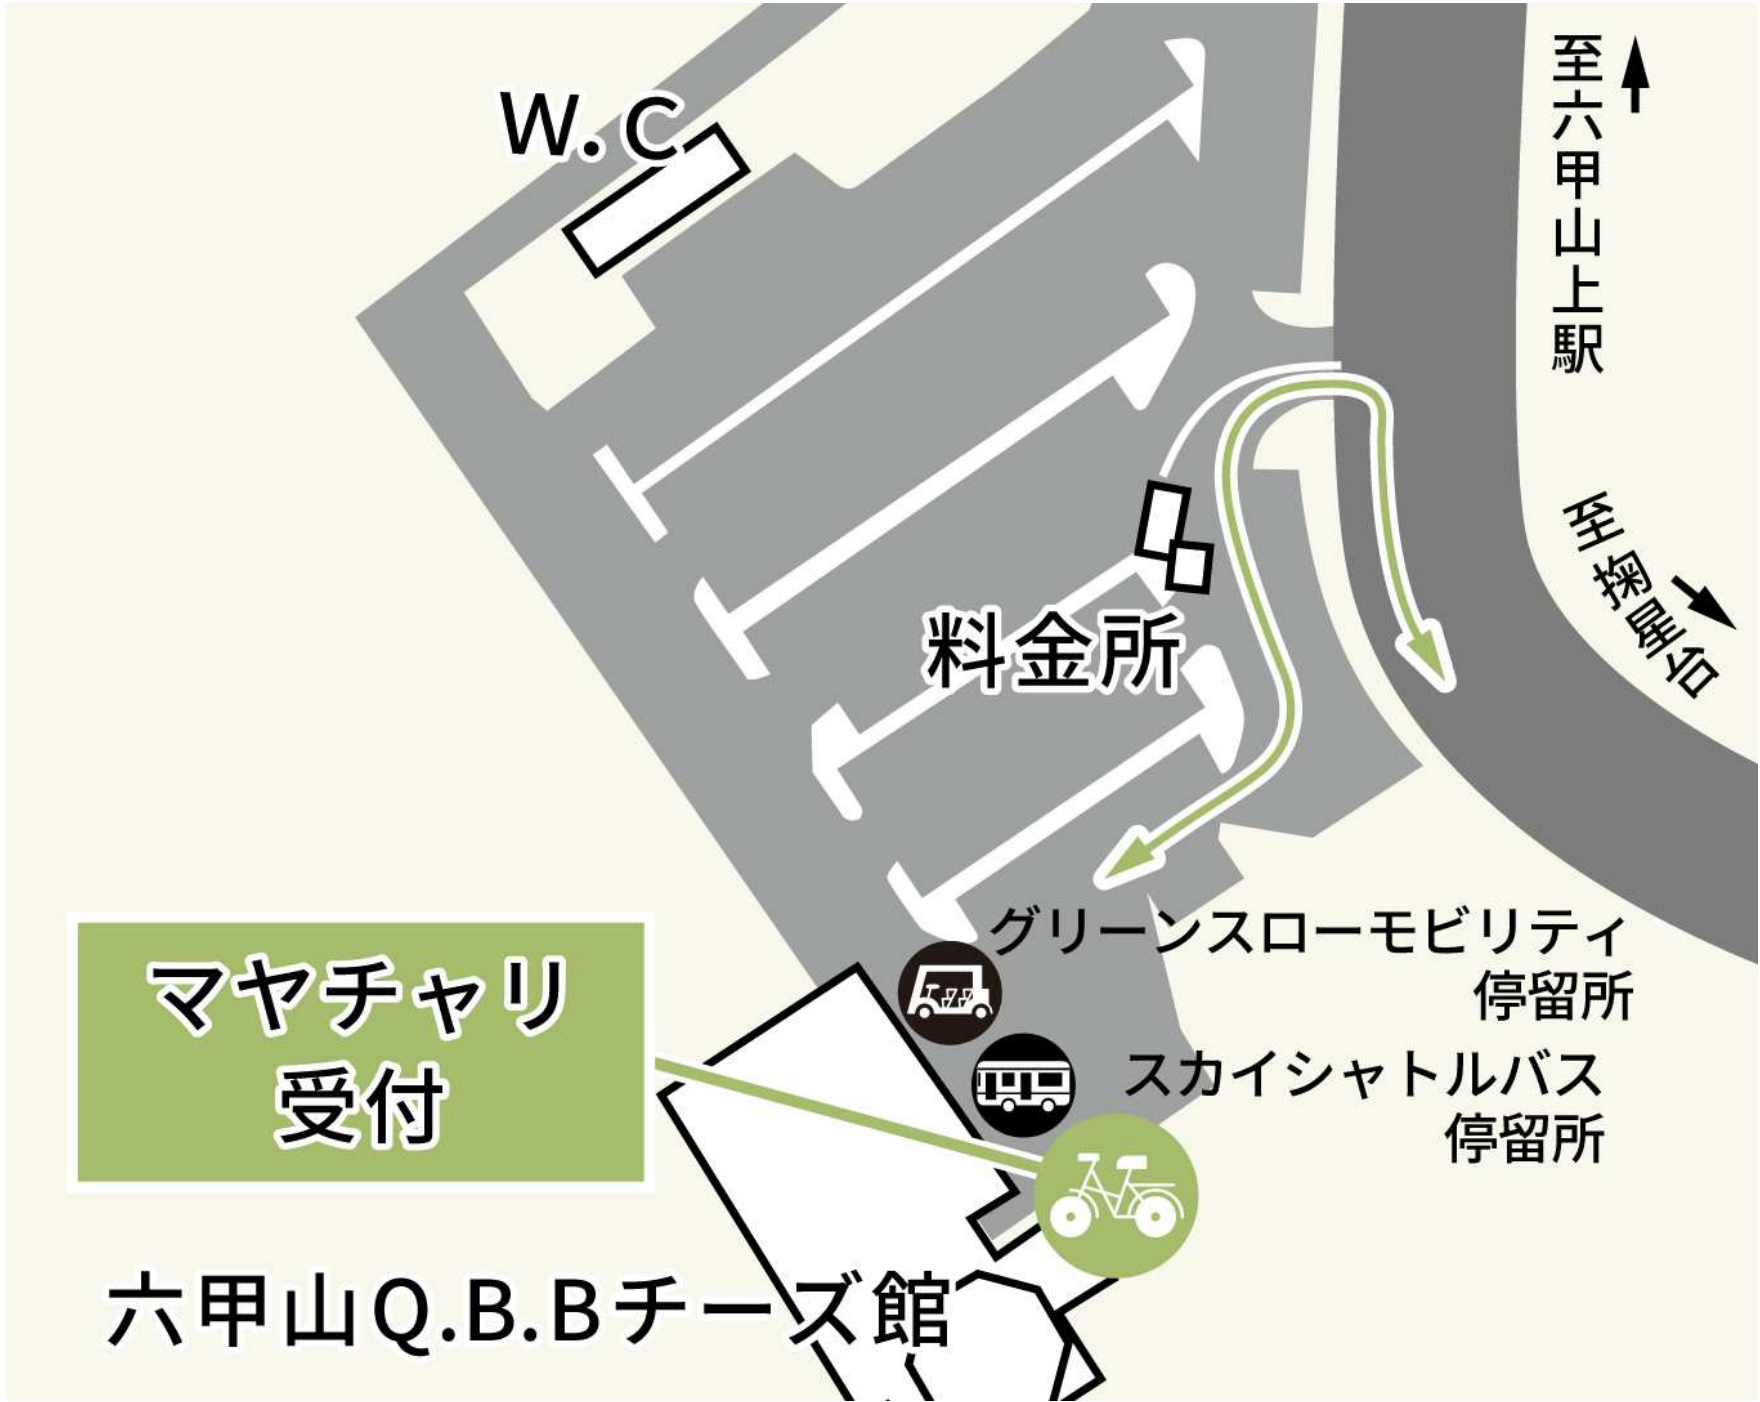 W.C
至六甲山上駅
至掬星台
料金所
グリーンスローモビリティ
停留所
マヤチャリ
受付
スカイシャトルバス
停留所
六甲山Q.B.Bチーズ館